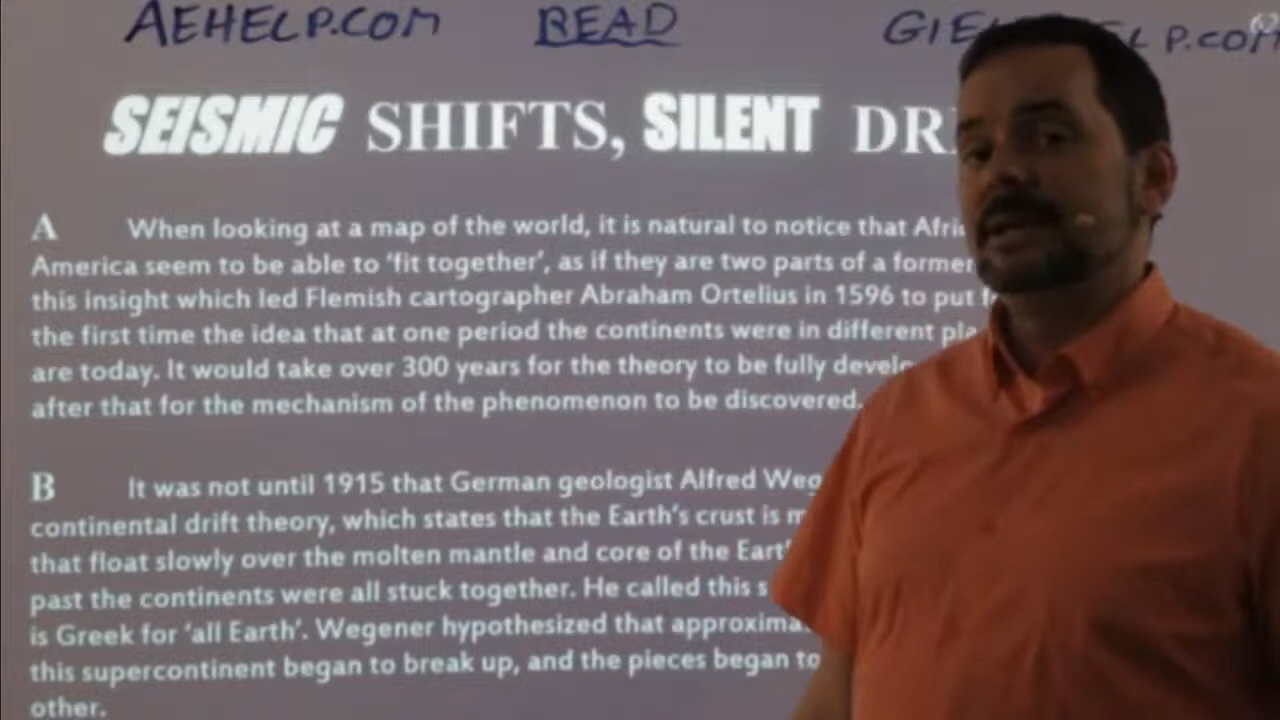 AEHELP.COM READ
SEISMIC SHIFTS, SILENT
A When looking at a map of the world, it is natural to notice that
America seem to be able to 'fit together', as if they are two parts of a
this insight which led Flemish cartographer Abraham Ortelius in 1596 to put
the first time the idea that at one period the continents were in different
are today. It would take over 300 years for the theory to be fully
after that for the mechanism of the phenomenon to be discovered.
B It was not until 1915 that German geologist Alfred
continental drift theory, which states that the Earth's crust is
that float slowly over the molten mantle and core of the
past the continents were all stuck together. He called this
is Greek for 'all Earth'. Wegener hypothesized that
this supercontinent began to break up, and the pieces began to
other.